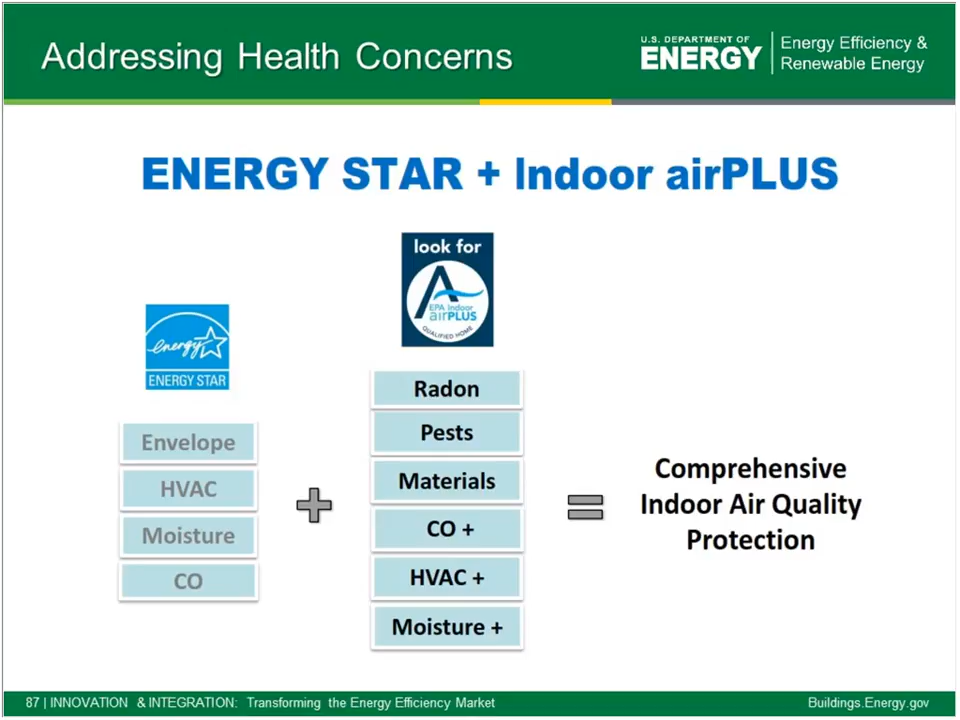 Addressing Health Concerns
U.S. DEPARTMENT OF
ENERGY
Energy Efficiency &
Renewable Energy
ENERGY STAR + Indoor airPLUS
look for
EPA Indoor
airPLUS
QUALIFIED HOME
energy
ENERGY STAR
Envelope
HVAC
Moisture
CO
+
Radon
Pests
Materials
CO +
HVAC +
Moisture +
=
Comprehensive
Indoor Air Quality
Protection
87 | INNOVATION & INTEGRATION: Transforming the Energy Efficiency Market
Buildings.Energy.gov